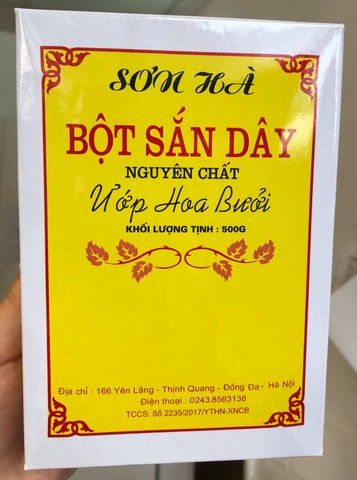 SƠN HÀ
BỘT SẮN DÂY
NGUYÊN CHẤT
Ướp Hoa Bưởi
KHỐI LƯỢNG TỊNH : 500G
Địa chỉ : 166 Yên Lãng - Thịnh Quang - Đống Đa - Hà Nội
Điện thoại : 0243.8563138
TCCS: Số 2235/2017/YTHN-XNCB